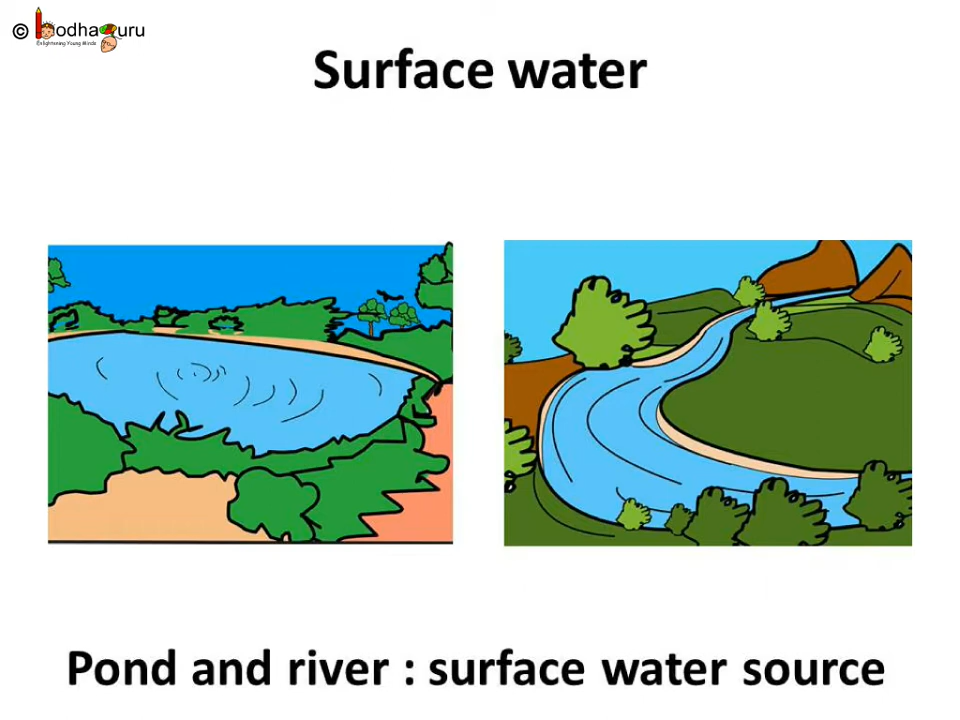 © BodhaGuru
Enlightening Young Minds
Surface water
Pond and river : surface water source